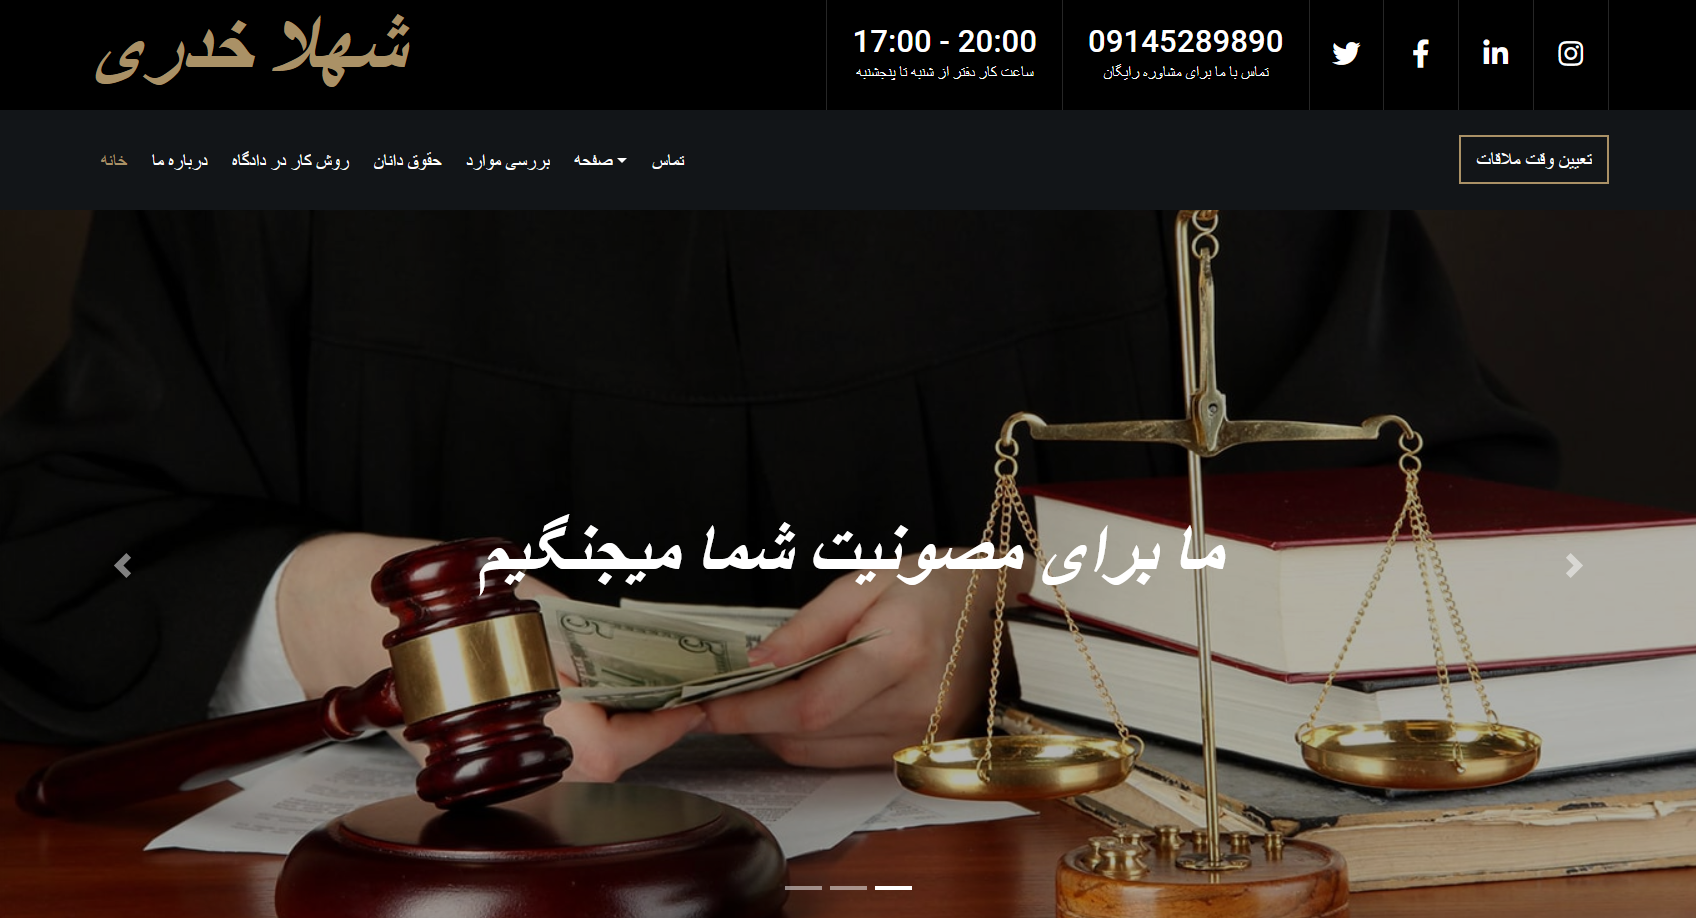 شهلا خدری
17:00 - 20:00
ساعت کار دفتر از شنبه تا پنجشنبه
09145289890
تماس با ما برای مشاوره رایگان
خانه
درباره ما
روش کار در دادگاه
حقوق دانان
بررسی موارد
صفحه
تماس
تعیین وقت ملاقات
ما برای مصونیت شما میجنگیم
5
5